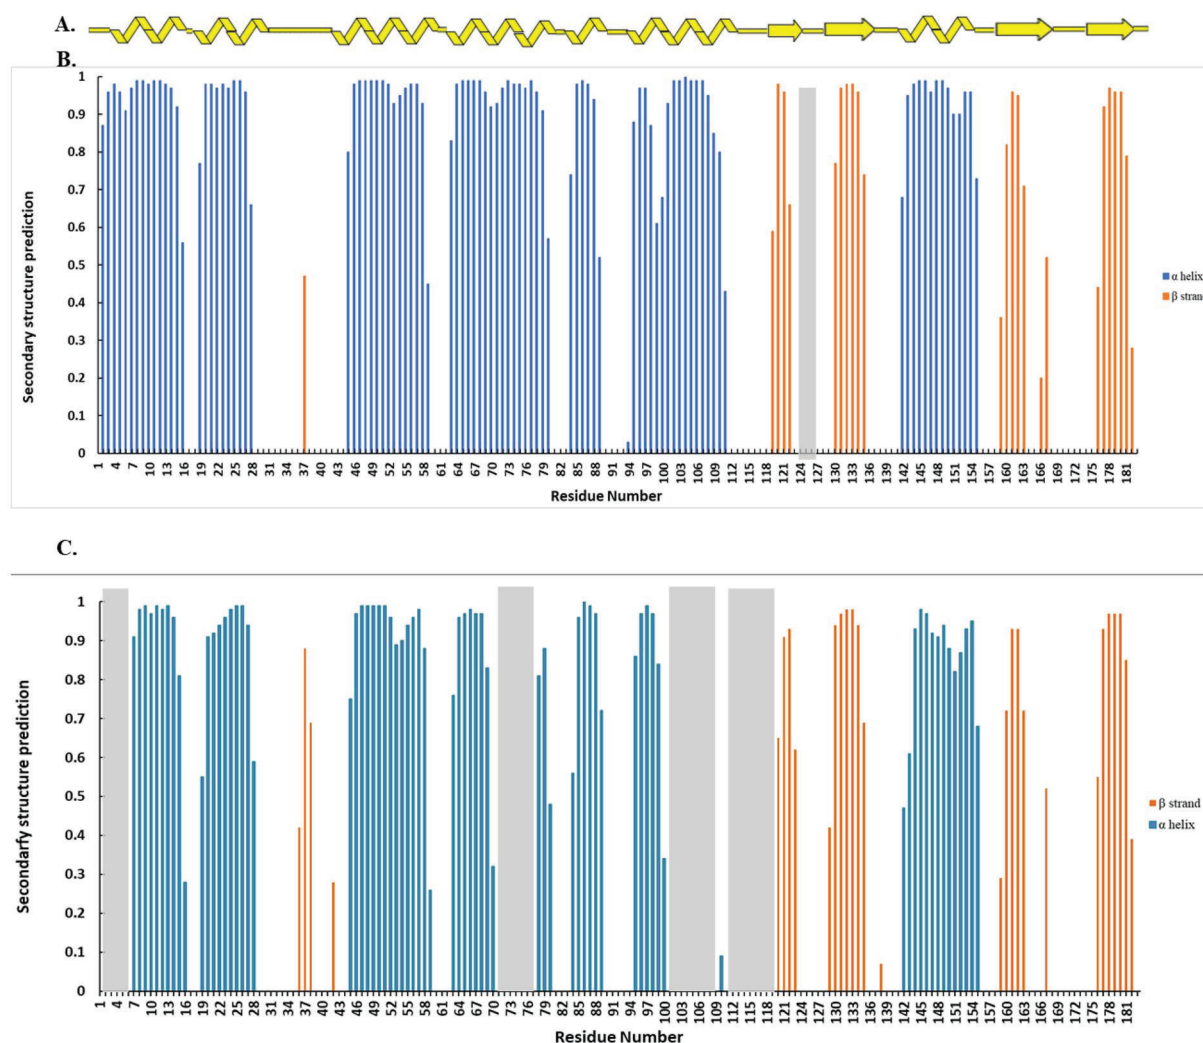 A.
B.
Secondary structure prediction
1
0.9
0.8
0.7
0.6
0.5
0.4
0.3
0.2
0.1
0
1 4 7 10 13 16 19 22 25 28 31 34 37 40 43 46 49 52 55 58 61 64 67 70 73 76 79 82 85 88 91 94 97 100 103 106 109 112 115 118 121 124 127 130 133 136 139 142 145 148 151 154 157 160 163 166 169 172 175 178 181
Residue Number
α helix
β stran
C.
Secondarfy structure prediction
1
0.9
0.8
0.7
0.6
0.5
0.4
0.3
0.2
0.1
0
1 4 7 10 13 16 19 22 25 28 31 34 37 40 43 46 49 52 55 58 61 64 67 70 73 76 79 82 85 88 91 94 97 100 103 106 109 112 115 118 121 124 127 130 133 136 139 142 145 148 151 154 157 160 163 166 169 172 175 178 181
Residue Number
β strand
α helix